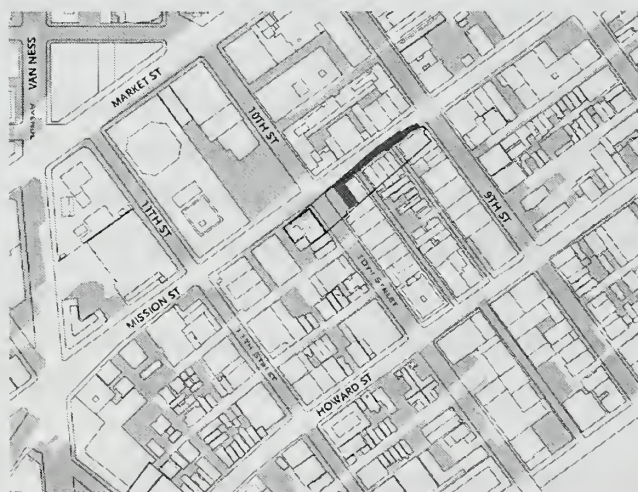 VAN NESS
MARKET ST
10TH ST
11TH ST
9TH ST
MISSION ST
HOWARD ST